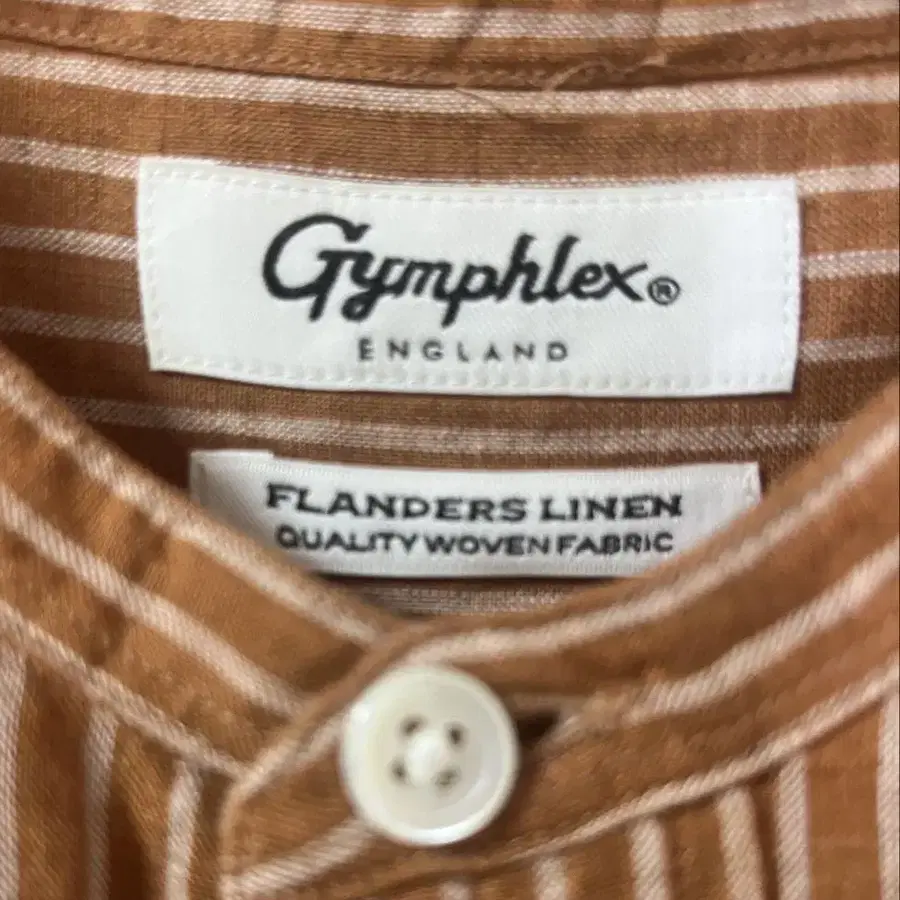 Gymphlex®
ENGLAND
FLANDERS LINEN
QUALITY WOVEN FABRIC